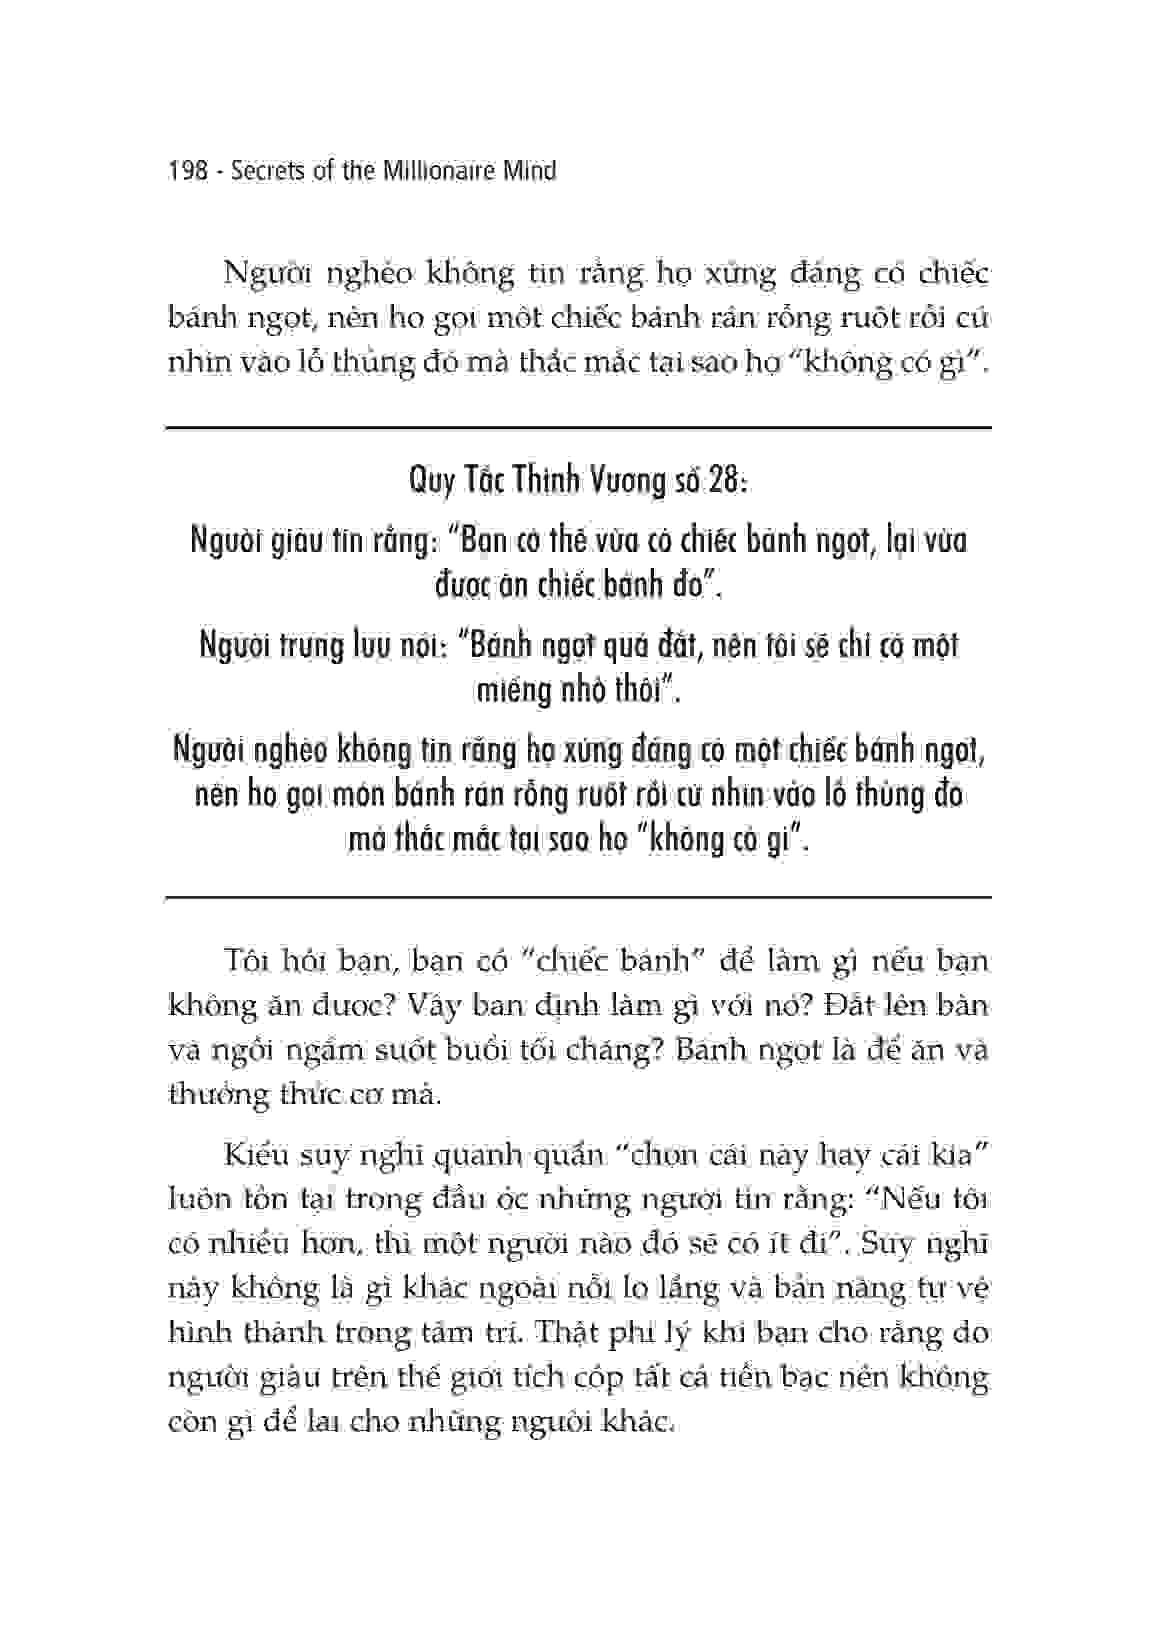 198 - Secrets of the Millionaire Mind
Người nghèo không tin rằng họ xứng đáng có chiếc
bánh ngọt, nên họ gọi một chiếc bánh rán rỗng ruột rồi cứ
nhìn vào lỗ thủng đó mà thắc mắc tại sao họ “không có gì”.
Quy Tắc Thịnh Vượng số 28:
Người giàu tin rằng: “Bạn có thể vừa có chiếc bánh ngọt, lại vừa
được ăn chiếc bánh đó”.
Người trung lưu nói: “Bánh ngọt quá đắt, nên tôi sẽ chỉ có một
miếng nhỏ thôi”.
Người nghèo không tin rằng họ xứng đáng có một chiếc bánh ngọt,
nên họ gọi món bánh rán rỗng ruột rồi cứ nhìn vào lỗ thủng đó
mà thắc mắc tại sao họ “không có gì”.
Tôi hỏi bạn, bạn có “chiếc bánh” để làm gì nếu bạn
không ăn được? Vậy bạn định làm gì với nó? Đặt lên bàn
và ngồi ngắm suốt buổi tối chăng? Bánh ngọt là để ăn và
thưởng thức cơ mà.
Kiểu suy nghĩ quanh quẩn “chọn cái này hay cái kia”
luôn tồn tại trong đầu óc những người tin rằng: “Nếu tôi
có nhiều hơn, thì một người nào đó sẽ có ít đi”. Suy nghĩ
này không là gì khác ngoài nỗi lo lắng và bản năng tự vệ
hình thành trong tâm trí. Thật phi lý khi bạn cho rằng do
người giàu trên thế giới tích cóp tất cả tiền bạc nên không
còn gì để lại cho những người khác.